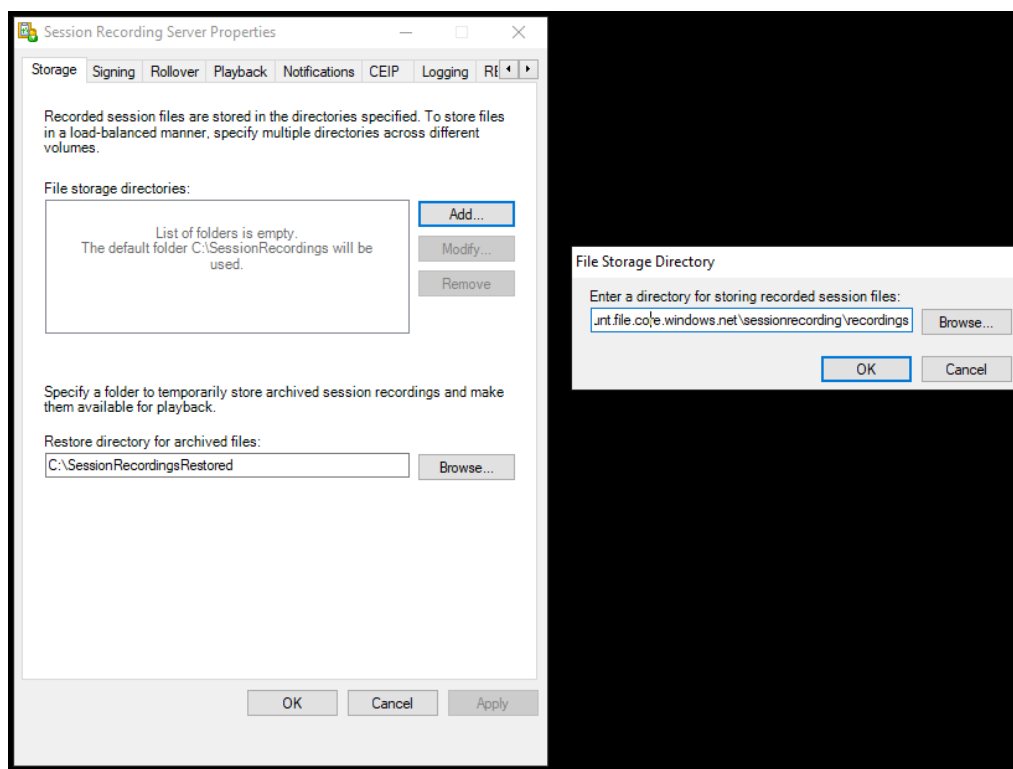 Session Recording Server Properties
Storage Signing Rollover Playback Notifications CEIP Logging
Recorded session files are stored in the directories specified. To store files
in a load-balanced manner, specify multiple directories across different
volumes.
File storage directories:
List of folders is empty.
The default folder C:\SessionRecordings will be
used.
Add...
Modify...
Remove
Specify a folder to temporarily store archived session recordings and make
them available for playback.
Restore directory for archived files:
C:\SessionRecordingsRestored
Browse...
OK Cancel Apply
File Storage Directory
Enter a directory for storing recorded session files:
unt.file.core.windows.net\sessionrecording\recordings
Browse...
OK Cancel